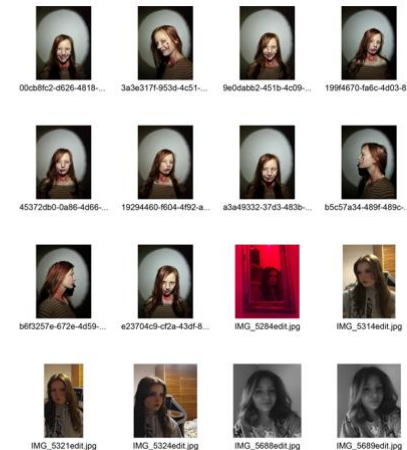 00cb8fc2-d626-4818-...
3a3e317f-953d-4c51-...
9e0dabb2-451b-4c09-...
199f4670-fa6c-4d03-8
45372db0-0a86-4d66-...
19294460-f604-4f92-a...
a3a49332-37d3-483b-...
b5c57a34-489f-489c-..
b6f3257e-672e-4d59-...
e23704c9-cf2a-43df-8...
IMG_5284edit.jpg
IMG_5314edit.jpg
IMG_5321edit.jpg
IMG_5324edit.jpg
IMG_5688edit.jpg
IMG_5689edit.jpg